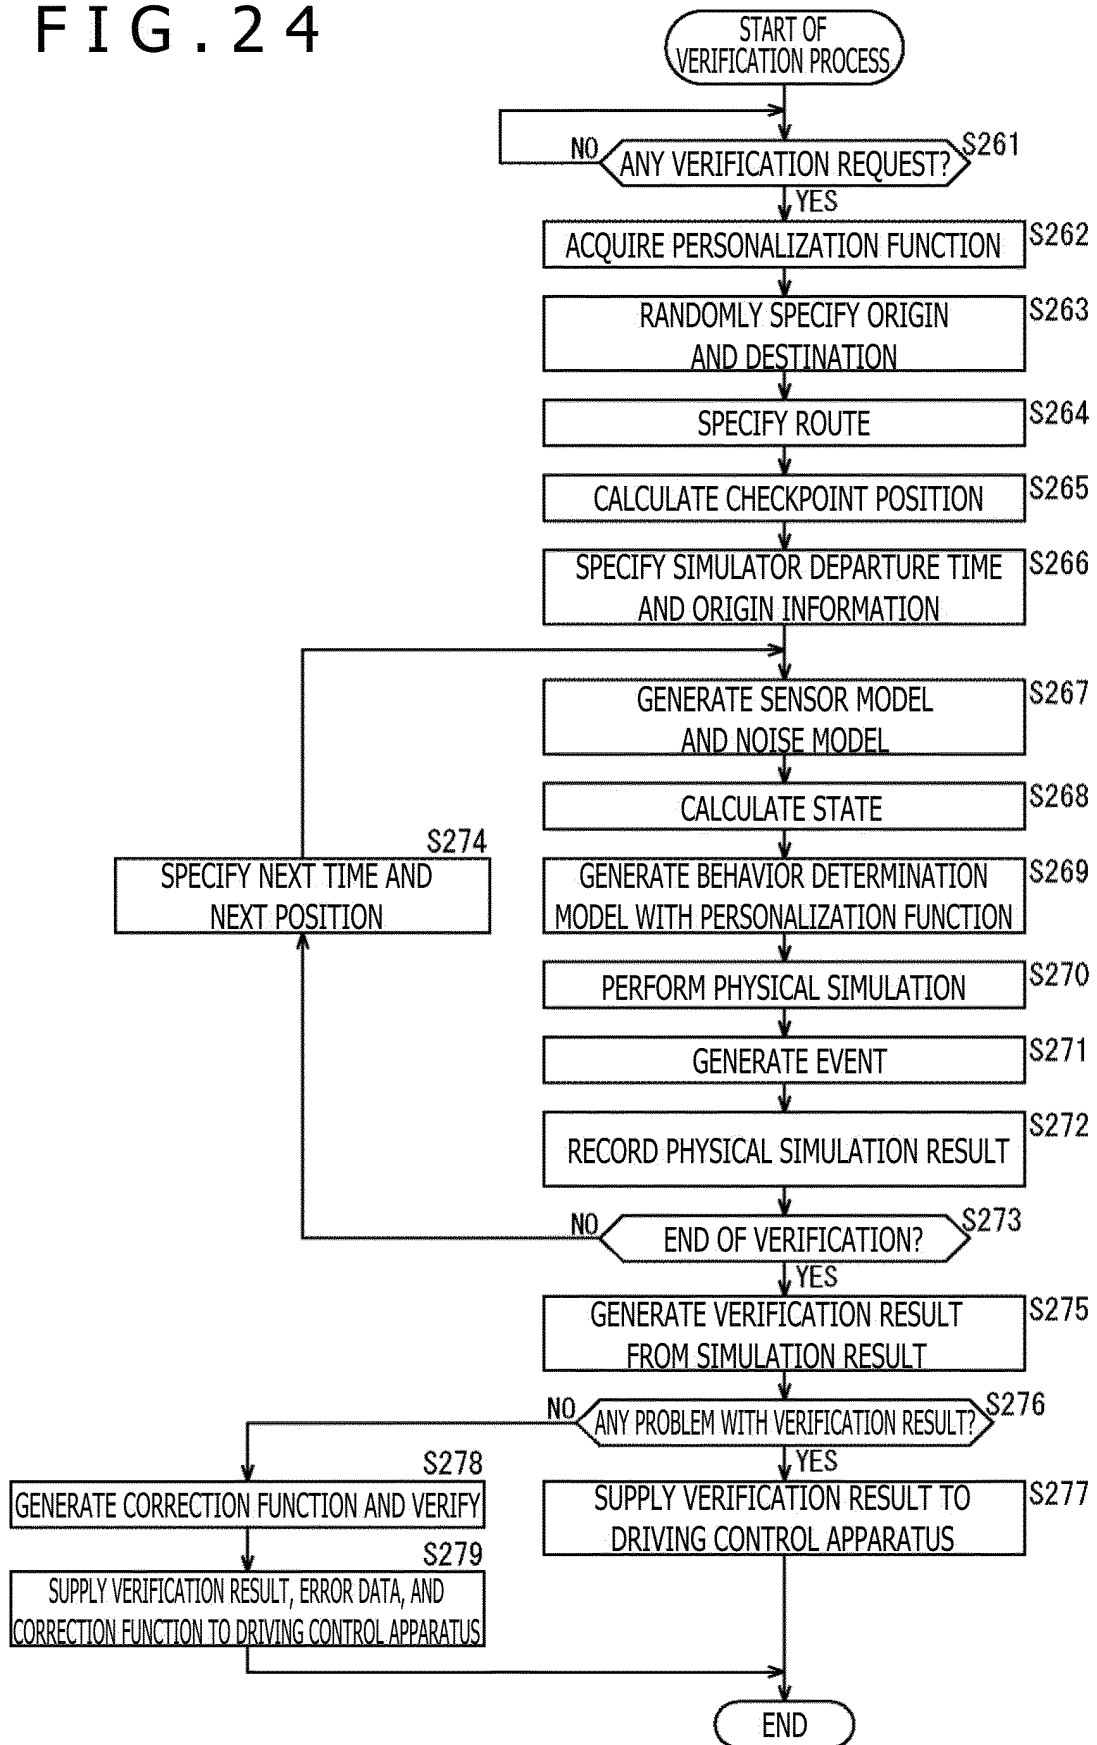 FIG.24
START OF
VERIFICATION PROCESS
NO
ANY VERIFICATION REQUEST?
S261
YES
ACQUIRE PERSONALIZATION FUNCTION
S262
RANDOMLY SPECIFY ORIGIN
AND DESTINATION
S263
SPECIFY ROUTE
S264
CALCULATE CHECKPOINT POSITION
S265
SPECIFY SIMULATOR DEPARTURE TIME
AND ORIGIN INFORMATION
S266
GENERATE SENSOR MODEL
AND NOISE MODEL
S267
CALCULATE STATE
S268
S274
SPECIFY NEXT TIME AND
NEXT POSITION
GENERATE BEHAVIOR DETERMINATION
MODEL WITH PERSONALIZATION FUNCTION
S269
PERFORM PHYSICAL SIMULATION
S270
GENERATE EVENT
S271
RECORD PHYSICAL SIMULATION RESULT
S272
NO
END OF VERIFICATION?
S273
YES
GENERATE VERIFICATION RESULT
FROM SIMULATION RESULT
S275
NO
ANY PROBLEM WITH VERIFICATION RESULT?
S276
YES
S278
GENERATE CORRECTION FUNCTION AND VERIFY
SUPPLY VERIFICATION RESULT TO
DRIVING CONTROL APPARATUS
S277
S279
SUPPLY VERIFICATION RESULT, ERROR DATA, AND
CORRECTION FUNCTION TO DRIVING CONTROL APPARATUS
END